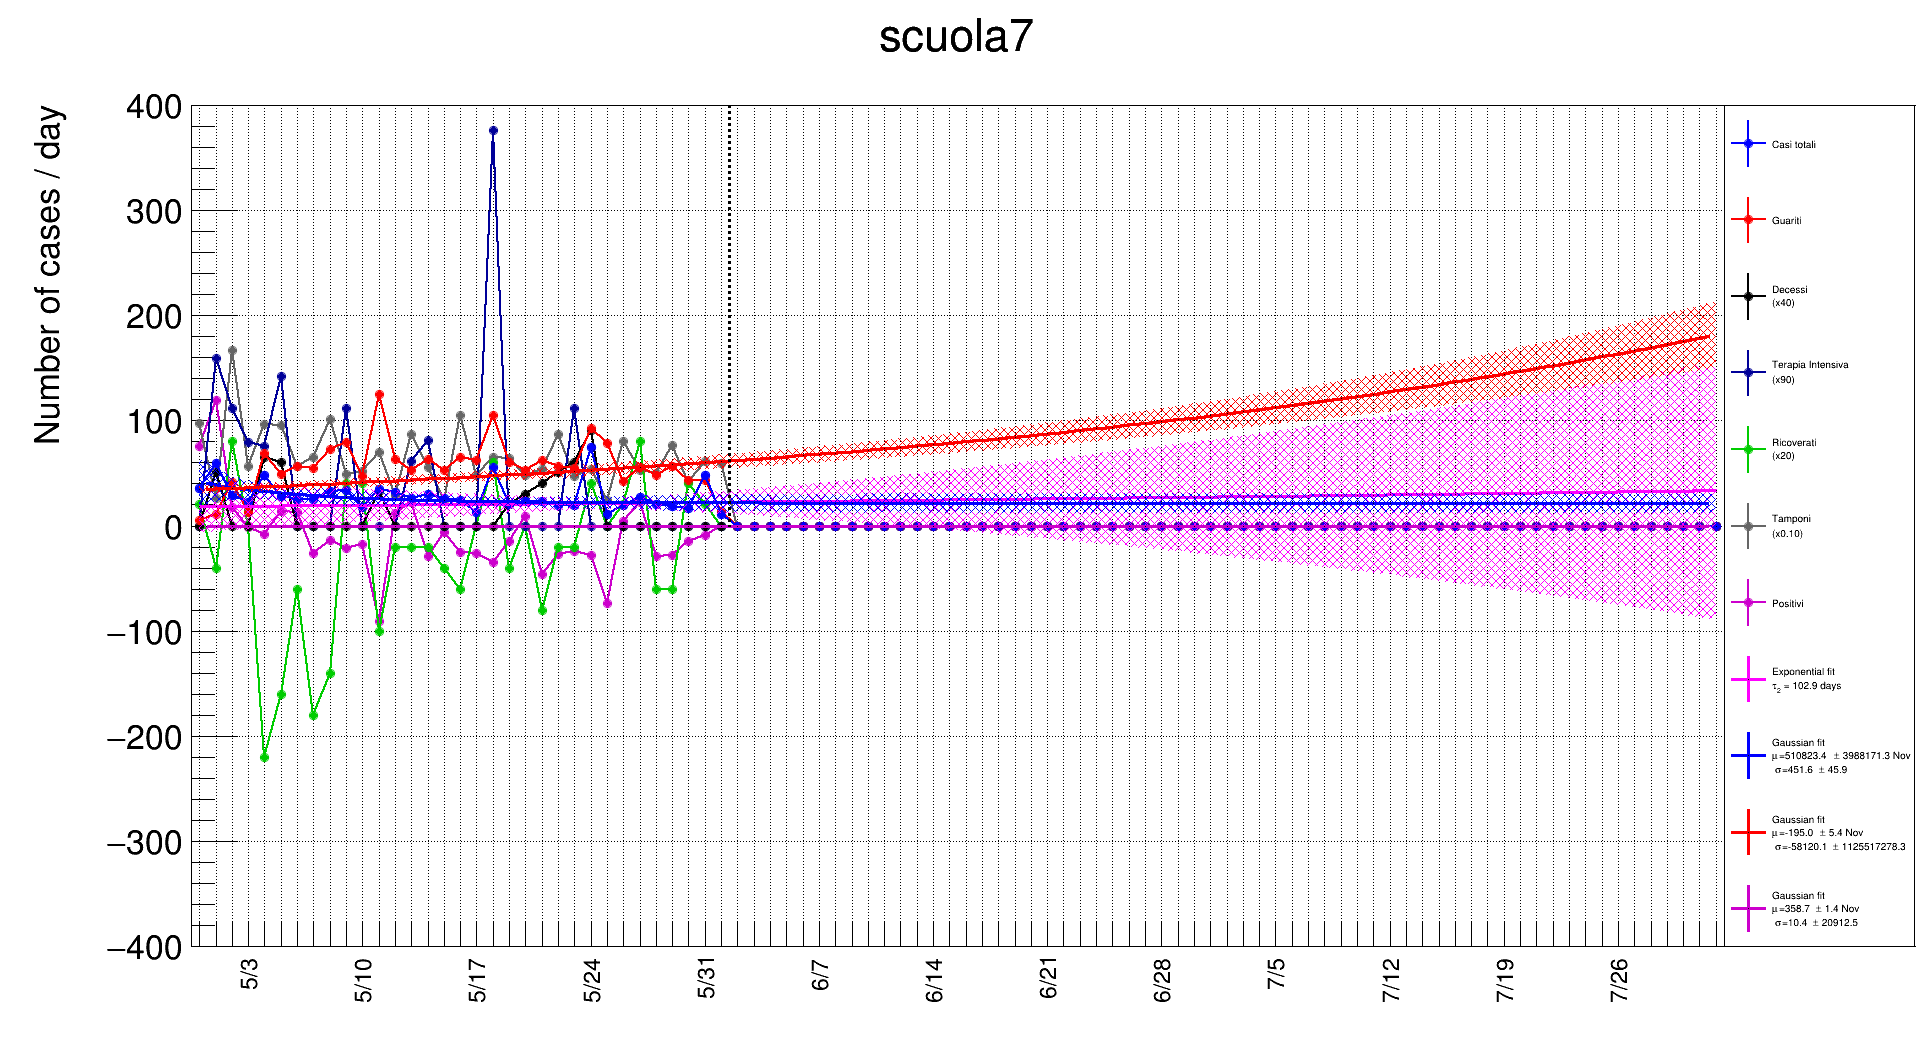 scuola7
Number of cases / day
400
300
200
100
0
−100
−200
−300
−400
5/3
5/10
5/17
5/24
5/31
6/7
6/14
6/21
6/28
7/5
7/12
7/19
7/26
Casi totali
Guariti
Decessi
(x40)
Terapia Intensiva
(x90)
Ricoverati
(x20)
Tamponi
(x0.10)
Positivi
Exponential fit
τ2 = 102.9 days
Gaussian fit
μ=510823.4 ± 3988171.3 Nov
σ=451.6 ± 45.9
Gaussian fit
μ=-195.0 ± 5.4 Nov
σ=-58120.1 ± 1125517278.3
Gaussian fit
μ=358.7 ± 1.4 Nov
σ=10.4 ± 20912.5